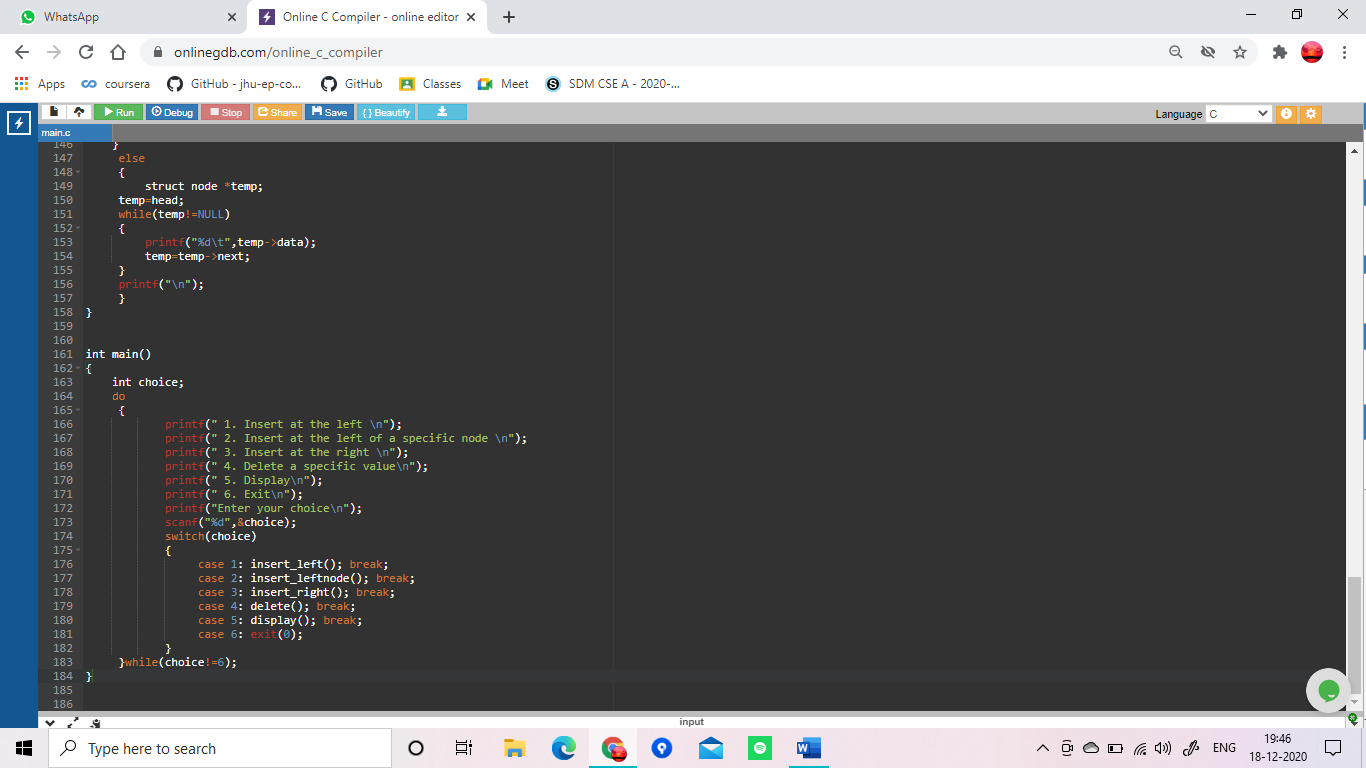 WhatsApp
Online C Compiler - online editor
onlinegdb.com/online_c_compiler
Apps coursera GitHub - jhu-ep-co... GitHub Classes Meet SDM CSE A - 2020-...
Run Debug Stop Share Save {} Beautify Language C
main.c
146 }
147 else
148 {
149 struct node *temp;
150 temp=head;
151 while(temp!=NULL)
152 {
153 printf("%d\t",temp->data);
154 temp=temp->next;
155 }
156 printf("\n");
157 }
158 }
159
160
161 int main()
162 {
163 int choice;
164 do
165 {
166 printf(" 1. Insert at the left \n");
167 printf(" 2. Insert at the left of a specific node \n");
168 printf(" 3. Insert at the right \n");
169 printf(" 4. Delete a specific value\n");
170 printf(" 5. Display\n");
171 printf(" 6. Exit\n");
172 printf("Enter your choice\n");
173 scanf("%d",&choice);
174 switch(choice)
175 {
176 case 1: insert_left(); break;
177 case 2: insert_leftnode(); break;
178 case 3: insert_right(); break;
179 case 4: delete(); break;
180 case 5: display(); break;
181 case 6: exit(0);
182 }
183 }while(choice!=6);
184 }
185
186
input
Type here to search
ENG
19:46
18-12-2020